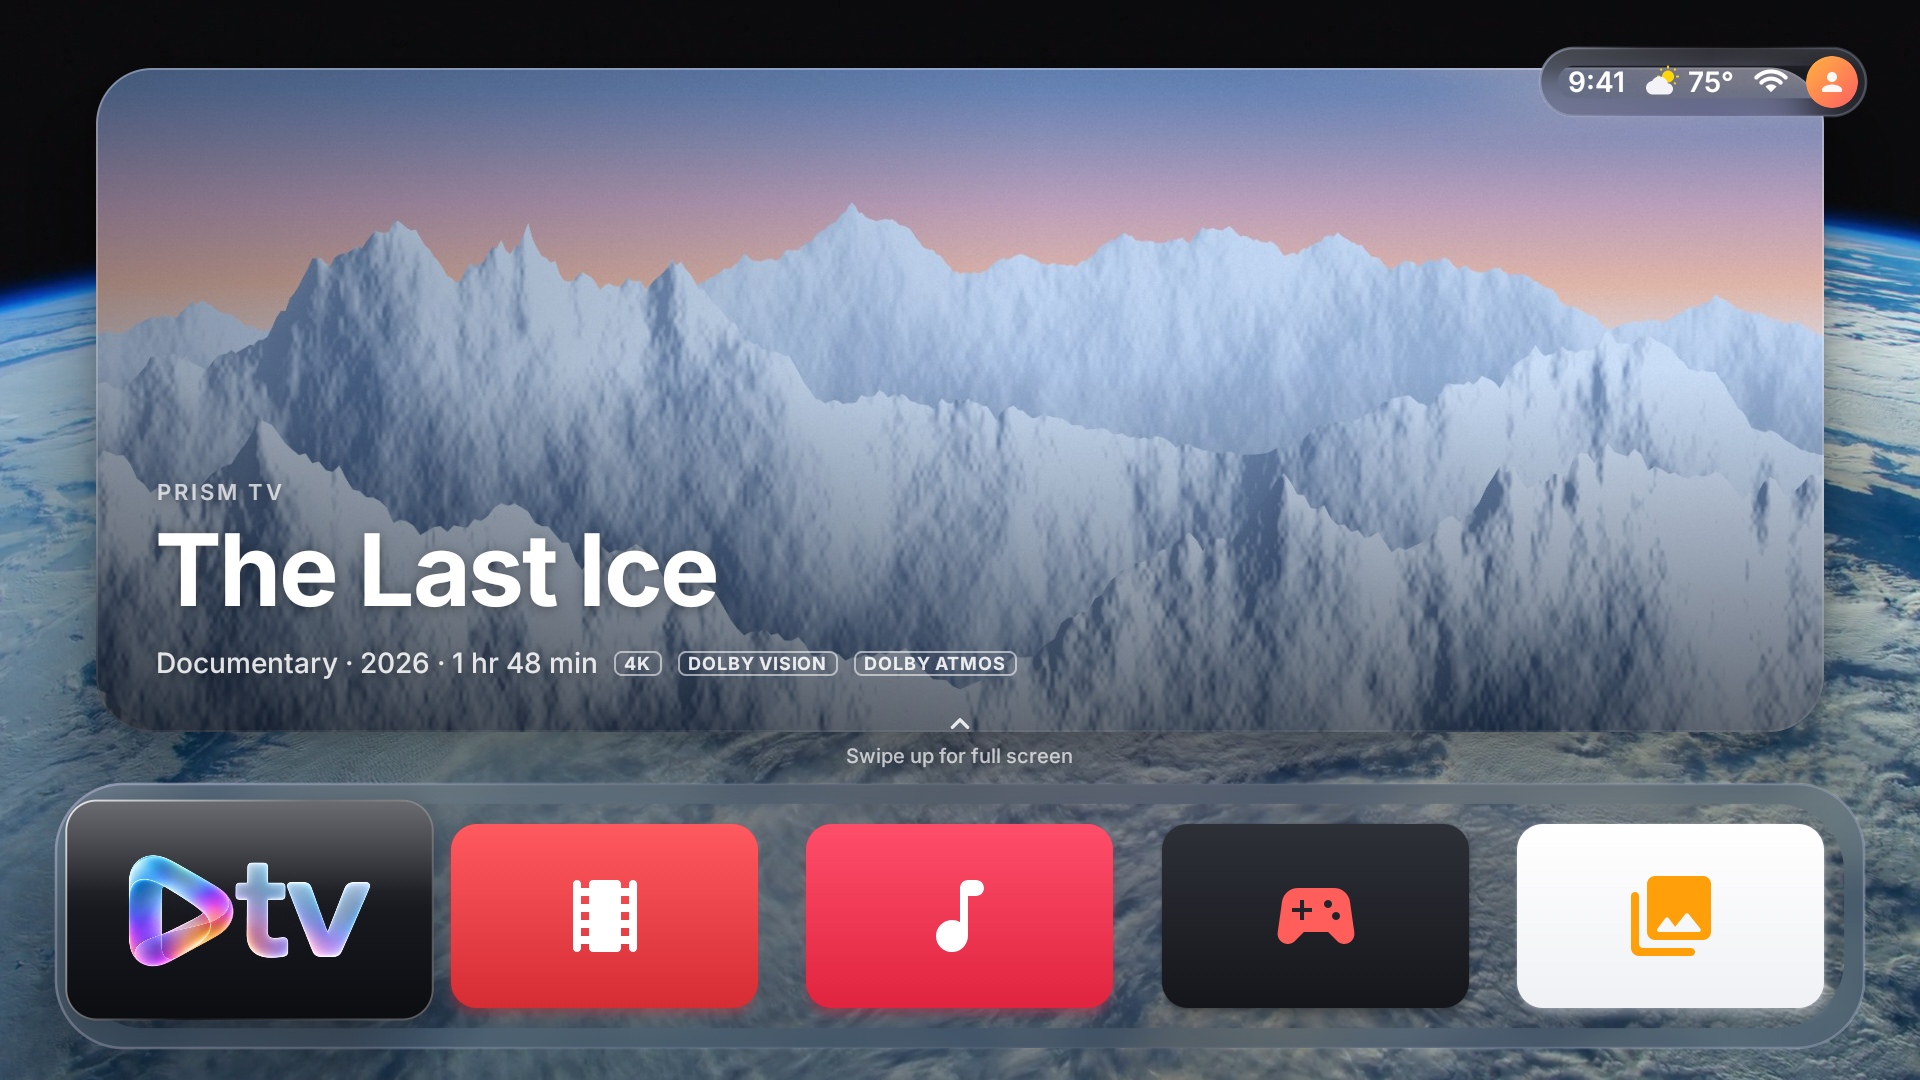 9:41 75°
PRISM TV
The Last Ice
Documentary · 2026 · 1 hr 48 min 4K DOLBY VISION DOLBY ATMOS
Swipe up for full screen
tv